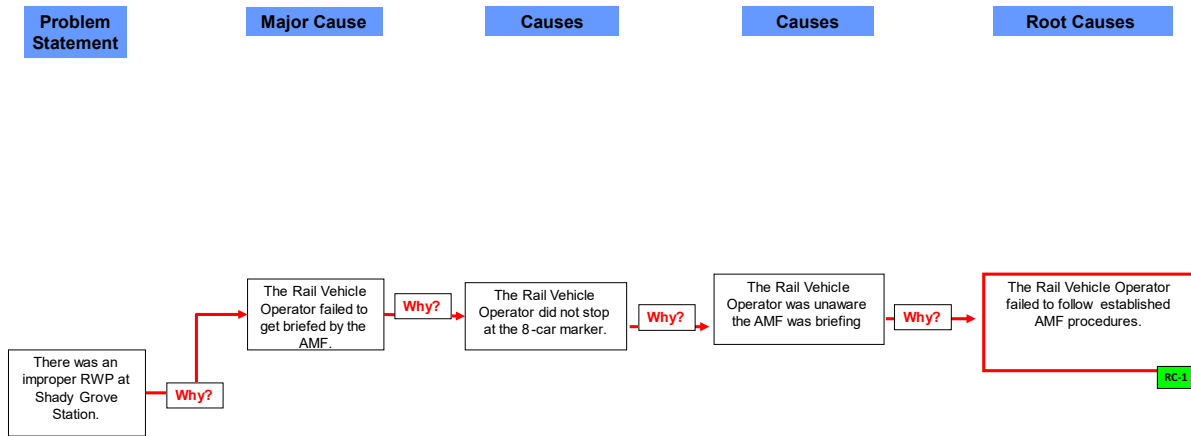 Problem
Statement
Major Cause
Causes
Causes
Root Causes
There was an
improper RWP at
Shady Grove
Station.
Why?
The Rail Vehicle
Operator failed to
get briefed by the
AMF.
Why?
The Rail Vehicle
Operator did not stop
at the 8-car marker.
Why?
The Rail Vehicle
Operator was unaware
the AMF was briefing
Why?
The Rail Vehicle Operator
failed to follow established
AMF procedures.
RC-1